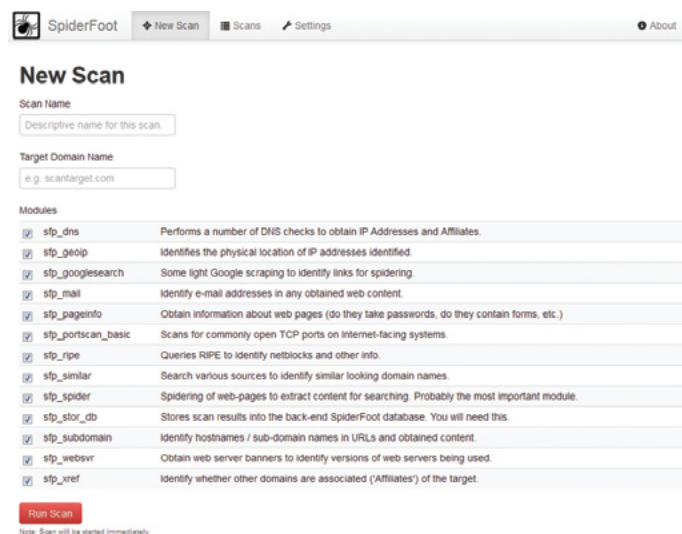 SpiderFoot New Scan Scans Settings About
New Scan
Scan Name
Descriptive name for this scan.
Target Domain Name
e.g. scantarget.com
Modules
sfp_dns Performs a number of DNS checks to obtain IP Addresses and Affiliates.
sfp_geoip Identifies the physical location of IP addresses identified.
sfp_googlesearch Some light Google scraping to identify links for spidering.
sfp_mail Identify e-mail addresses in any obtained web content.
sfp_pageinfo Obtain information about web pages (do they take passwords, do they contain forms, etc.)
sfp_portscan_basic Scans for commonly open TCP ports on Internet-facing systems.
sfp_ripe Queries RIPE to identify netblocks and other info.
sfp_similar Search various sources to identify similar looking domain names.
sfp_spider Spidering of web-pages to extract content for searching. Probably the most important module.
sfp_stor_db Stores scan results into the back-end SpiderFoot database. You will need this.
sfp_subdomain Identify hostnames / sub-domain names in URLs and obtained content.
sfp_websvr Obtain web server banners to identify versions of web servers being used.
sfp_xref Identify whether other domains are associated ('Affiliates') of the target.
Run Scan
Note: Scan will be started immediately.